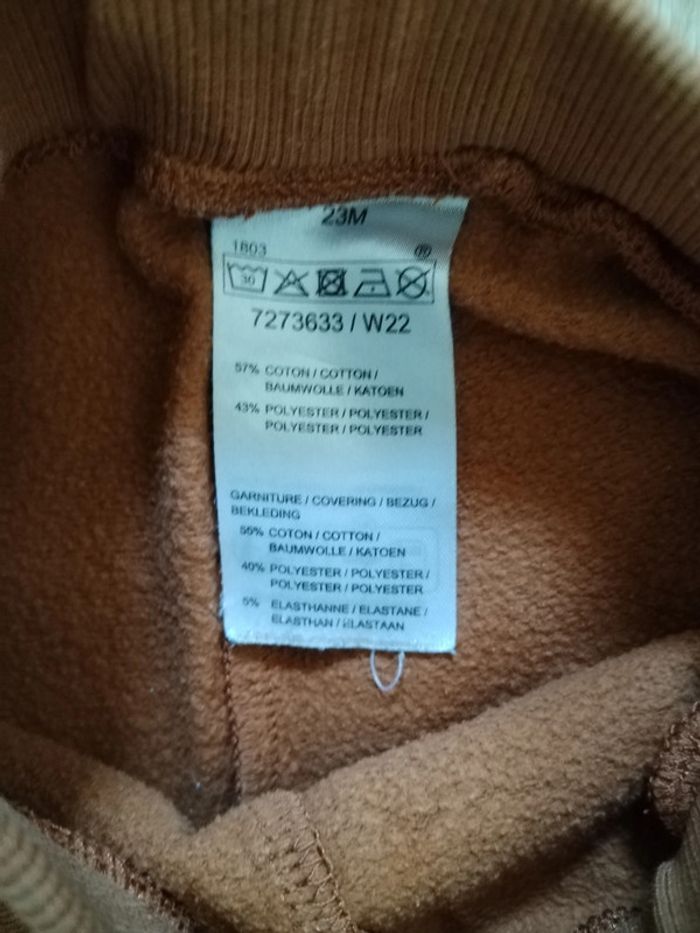 23M
1803 ®
30
7273633 / W22
57% COTON / COTTON /
BAUMWOLLE / KATOEN
43% POLYESTER / POLYESTER /
POLYESTER / POLYESTER
GARNITURE / COVERING / BEZUG /
BEKLEDING
55% COTON / COTTON /
BAUMWOLLE / KATOEN
40% POLYESTER / POLYESTER /
POLYESTER / POLYESTER
5% ELASTHANNE / ELASTANE /
ELASTHAN / ELASTAAN